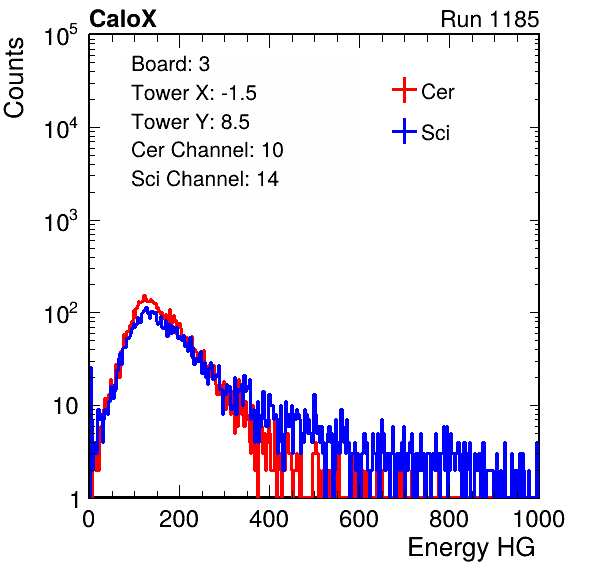 CaloX Run 1185
Counts
10^5
10^4
10^3
10^2
10
1
Board: 3
Tower X: -1.5
Tower Y: 8.5
Cer Channel: 10
Sci Channel: 14
Cer
Sci
0 200 400 600 800 1000
Energy HG